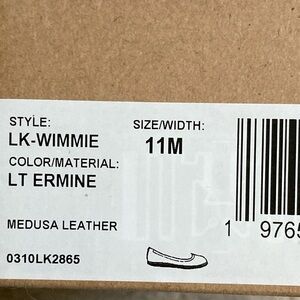 STYLE:
LK-WIMMIE
SIZE/WIDTH:
11M
COLOR/MATERIAL:
LT ERMINE
MEDUSA LEATHER
0310LK2865
1 9765